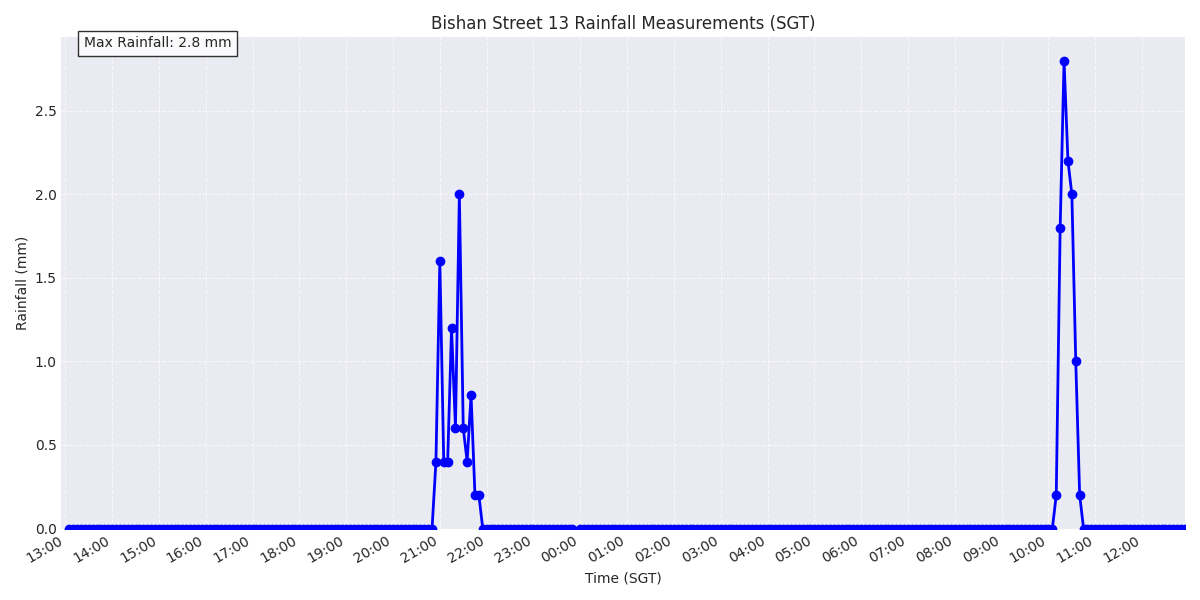 Bishan Street 13 Rainfall Measurements (SGT)
Max Rainfall: 2.8 mm
Rainfall (mm)
2.5
2.0
1.5
1.0
0.5
0.0
13:00 14:00 15:00 16:00 17:00 18:00 19:00 20:00 21:00 22:00 23:00 00:00 01:00 02:00 03:00 04:00 05:00 06:00 07:00 08:00 09:00 10:00 11:00 12:00
Time (SGT)